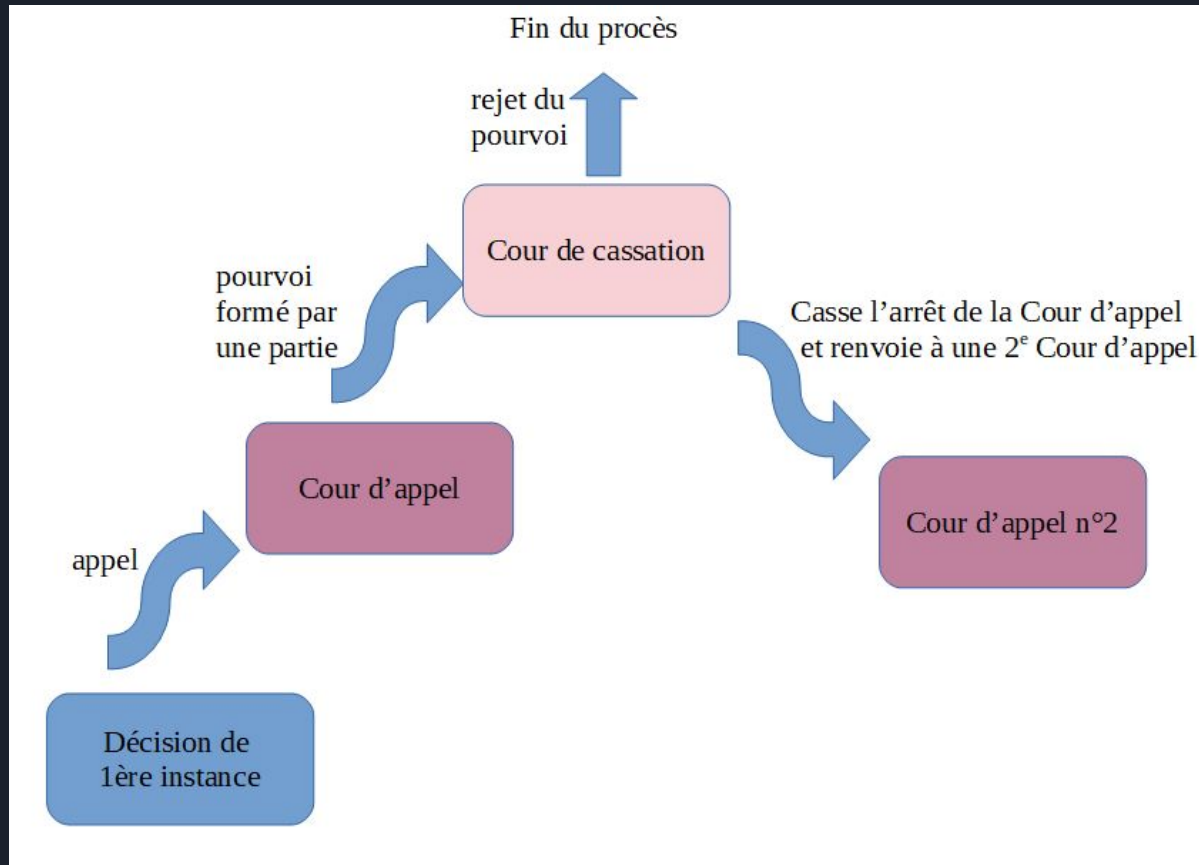 Fin du procès
rejet du
pourvoi
Cour de cassation
pourvoi
formé par
une partie
Casse l’arrêt de la Cour d’appel
et renvoie à une 2e Cour d’appel
Cour d’appel
Cour d’appel n°2
appel
Décision de
1ère instance